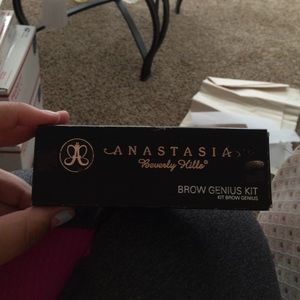 ANASTASIA
Beverly Hills®
BROW GENIUS KIT
KIT BROW GENIUS